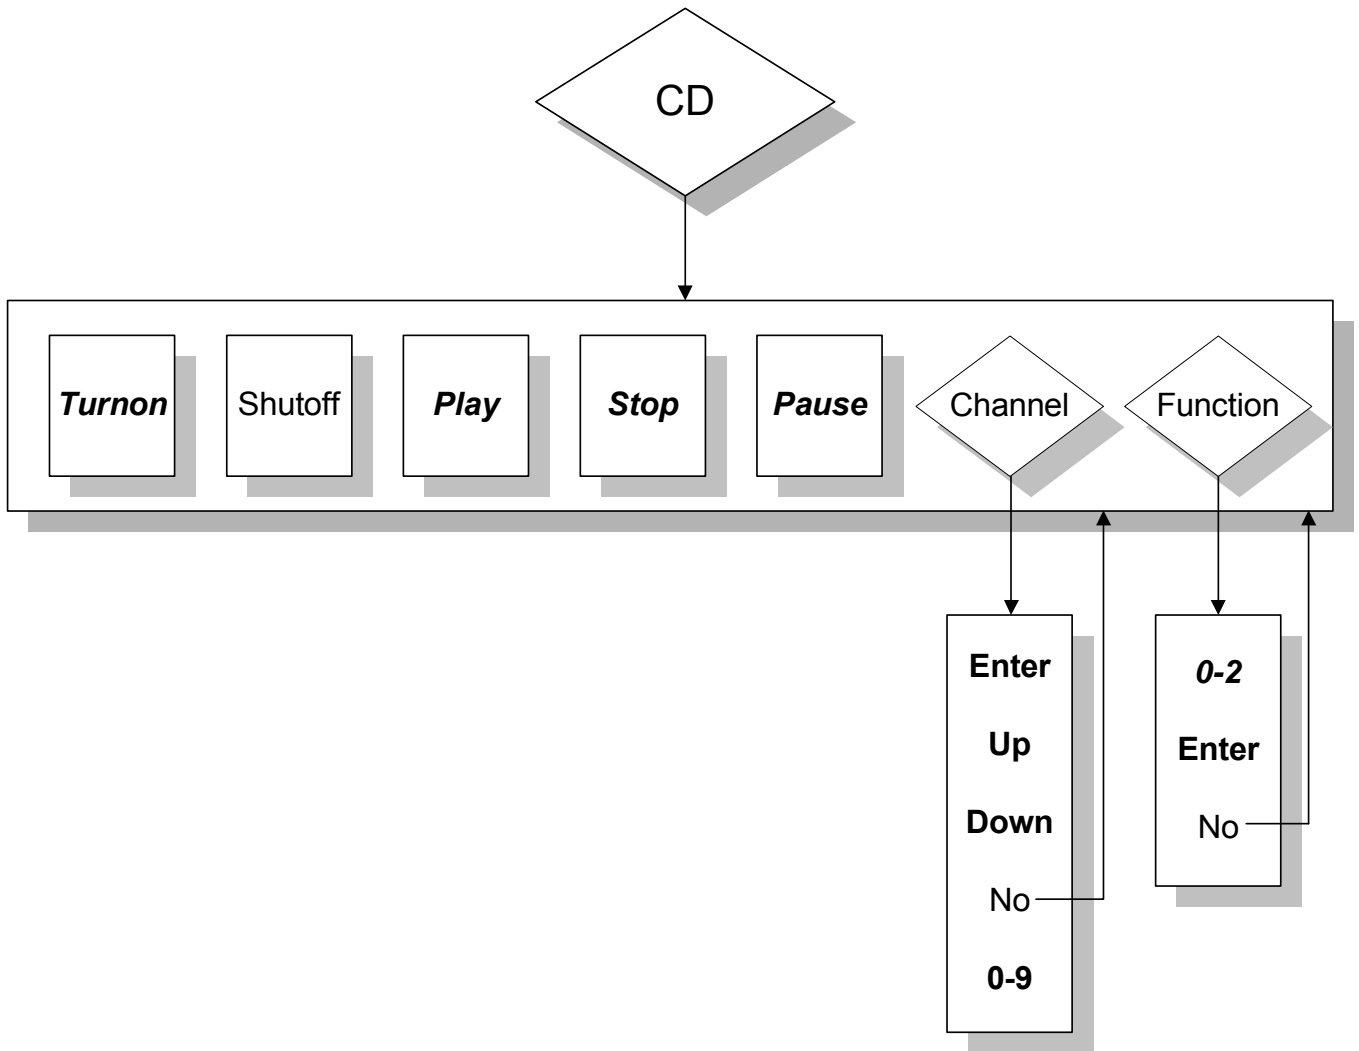 CD
Turnon
Shutoff
Play
Stop
Pause
Channel
Function
Enter
Up
Down
No
0-9
0-2
Enter
No